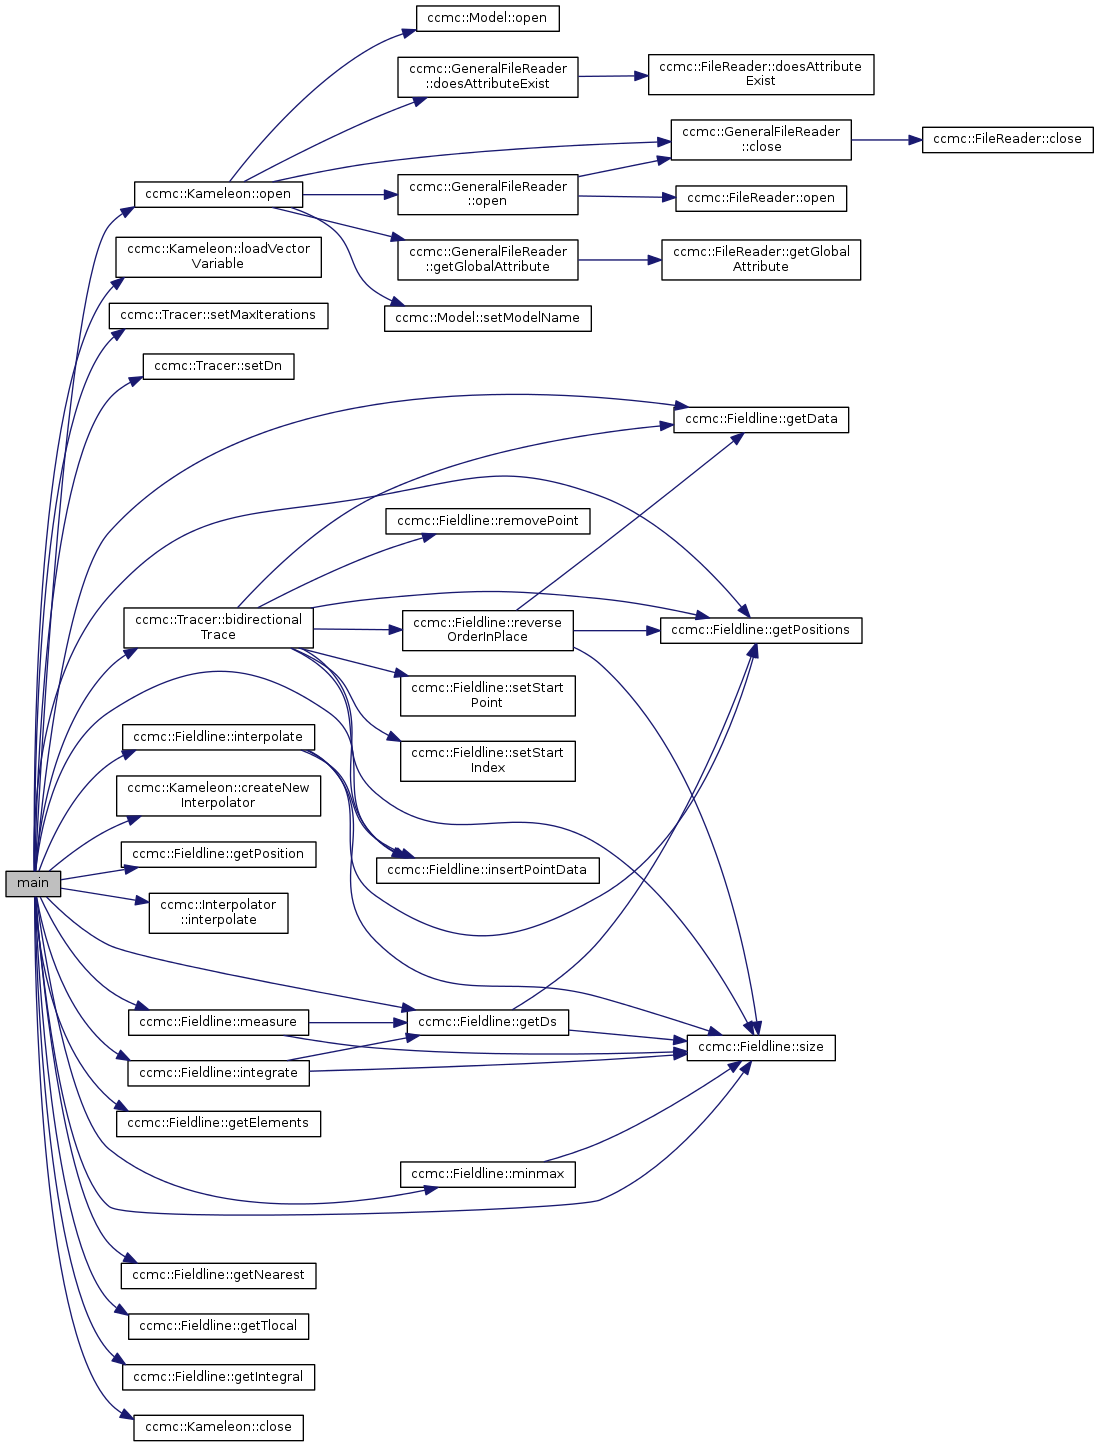 ccmc::Model::open
ccmc::GeneralFileReader
::doesAttributeExist
ccmc::FileReader::doesAttribute
Exist
ccmc::GeneralFileReader
::close
ccmc::FileReader::close
ccmc::Kameleon::open
ccmc::GeneralFileReader
::open
ccmc::FileReader::open
ccmc::Kameleon::loadVector
Variable
ccmc::GeneralFileReader
::getGlobalAttribute
ccmc::FileReader::getGlobal
Attribute
ccmc::Tracer::setMaxIterations
ccmc::Model::setModelName
ccmc::Tracer::setDn
ccmc::Fieldline::getData
ccmc::Fieldline::removePoint
ccmc::Tracer::bidirectional
Trace
ccmc::Fieldline::reverse
OrderInPlace
ccmc::Fieldline::getPositions
ccmc::Fieldline::setStart
Point
ccmc::Fieldline::interpolate
ccmc::Fieldline::setStart
Index
ccmc::Kameleon::createNew
Interpolator
ccmc::Fieldline::getPosition
ccmc::Fieldline::insertPointData
main
ccmc::Interpolator
::interpolate
ccmc::Fieldline::measure
ccmc::Fieldline::getDs
ccmc::Fieldline::size
ccmc::Fieldline::integrate
ccmc::Fieldline::getElements
ccmc::Fieldline::minmax
ccmc::Fieldline::getNearest
ccmc::Fieldline::getTlocal
ccmc::Fieldline::getIntegral
ccmc::Kameleon::close